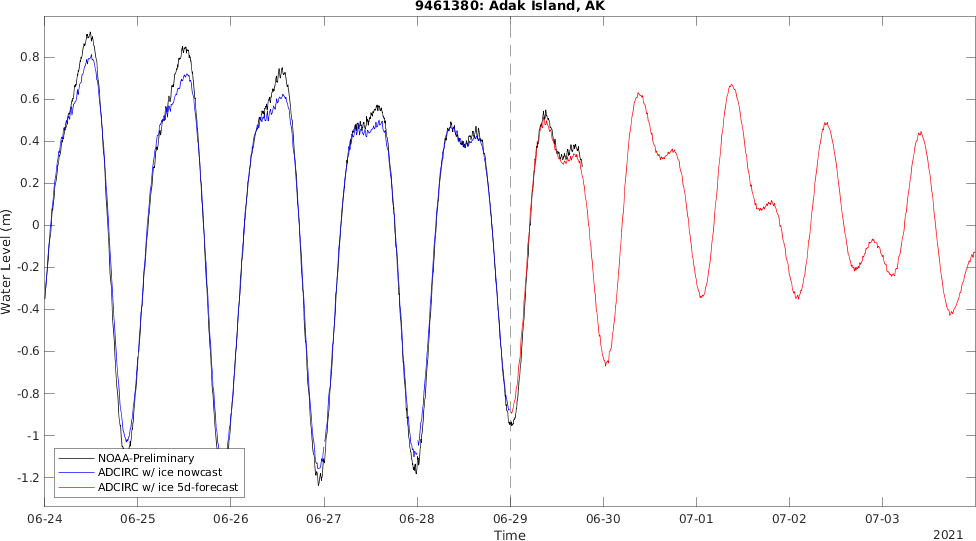 9461380: Adak Island, AK
Water Level (m)
0.8
0.6
0.4
0.2
0
-0.2
-0.4
-0.6
-0.8
-1
-1.2
NOAA-Preliminary
ADCIRC w/ ice nowcast
ADCIRC w/ ice 5d-forecast
06-24 06-25 06-26 06-27 06-28 06-29 06-30 07-01 07-02 07-03
Time
2021